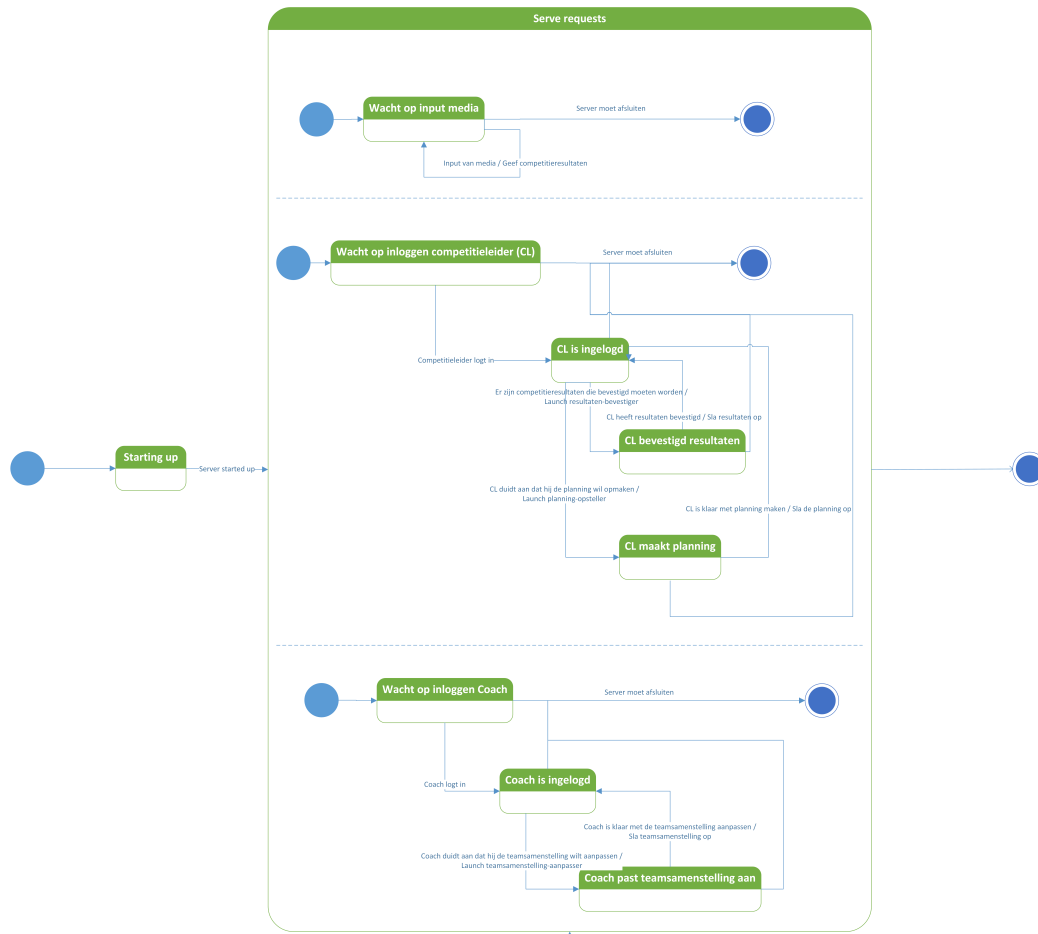 Serve requests
Wacht op input media
Server moet afsluiten
Input van media / Geef competitieresultaten
Wacht op inloggen competitieleider (CL)
Server moet afsluiten
CL is ingelogd
Competitieleider logt in
Er zijn competitieresultaten die bevestigd moeten worden /
Launch resultaten-bevestiger
CL heeft resultaten bevestigd / Sla resultaten op
CL bevestigd resultaten
Starting up
Server started up
CL duidt aan dat hij de planning wil opmaken /
Launch planning-opsteller
CL is klaar met planning maken / Sla de planning op
CL maakt planning
Wacht op inloggen Coach
Server moet afsluiten
Coach is ingelogd
Coach logt in
Coach is klaar met de teamsamenstelling aanpassen /
Sla teamsamenstelling op
Coach duidt aan dat hij de teamsamenstelling wilt aanpassen /
Launch teamsamenstelling-aanpasser
Coach past teamsamenstelling aan